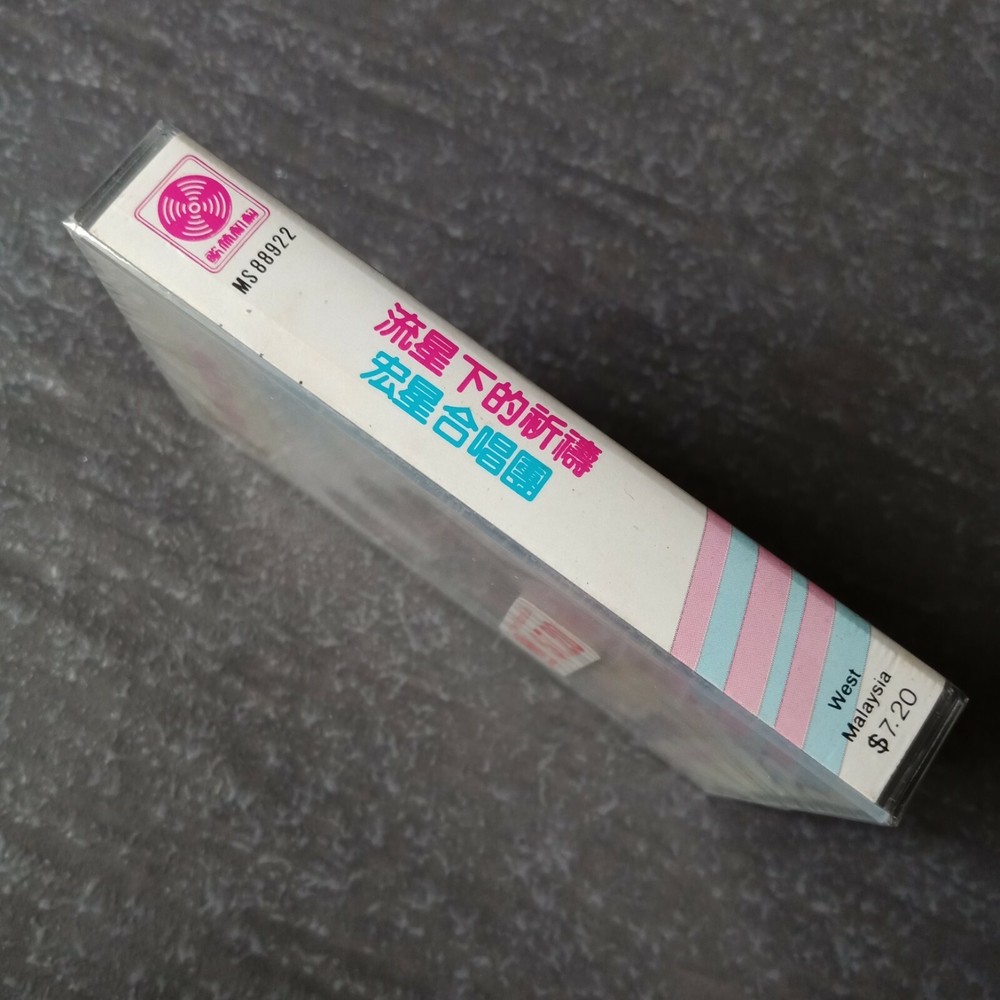 MS88922
流星下的祈禱
宏星合唱團
West
Malaysia
$7.20